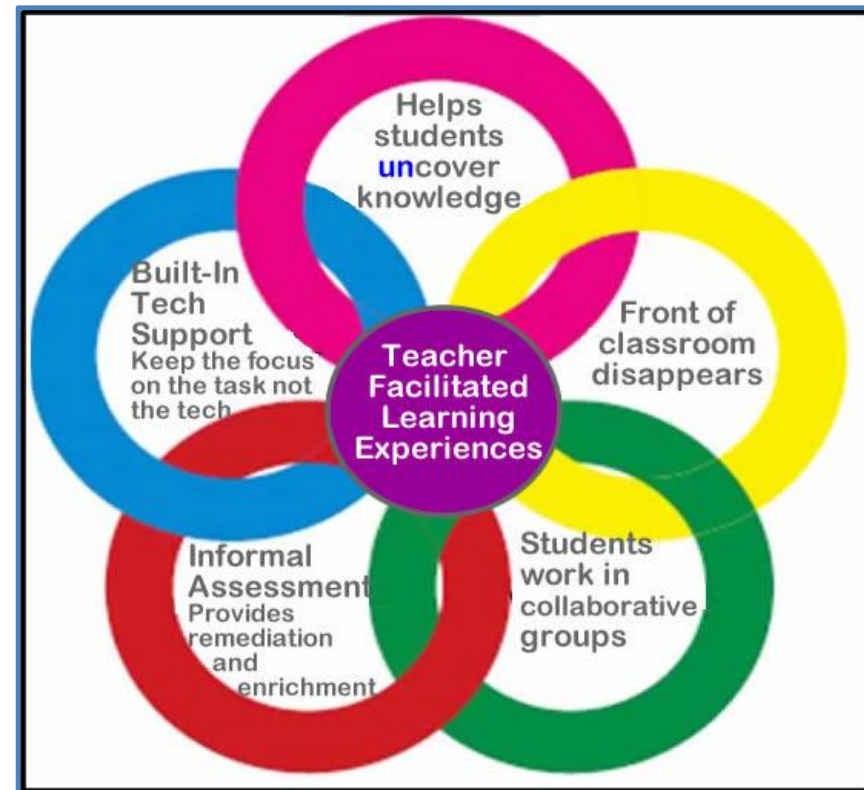 Helps
students
uncover
knowledge
Built-In
Tech
Support
Keep the focus
on the task not
the tech
Front of
classroom
disappears
Teacher
Facilitated
Learning
Experiences
Informal
Assessment
Provides
remediation
and
enrichment
Students
work in
collaborative
groups